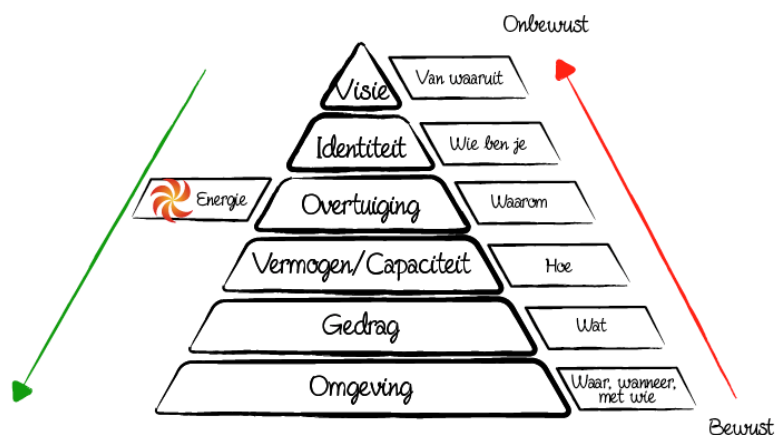 Onbewust
Visie
Van waaruit
Identiteit
Wie ben je
Energie
Overtuiging
Waarom
Vermogen/Capaciteit
Hoe
Gedrag
Wat
Omgeving
Waar, wanneer,
met wie
Bewust